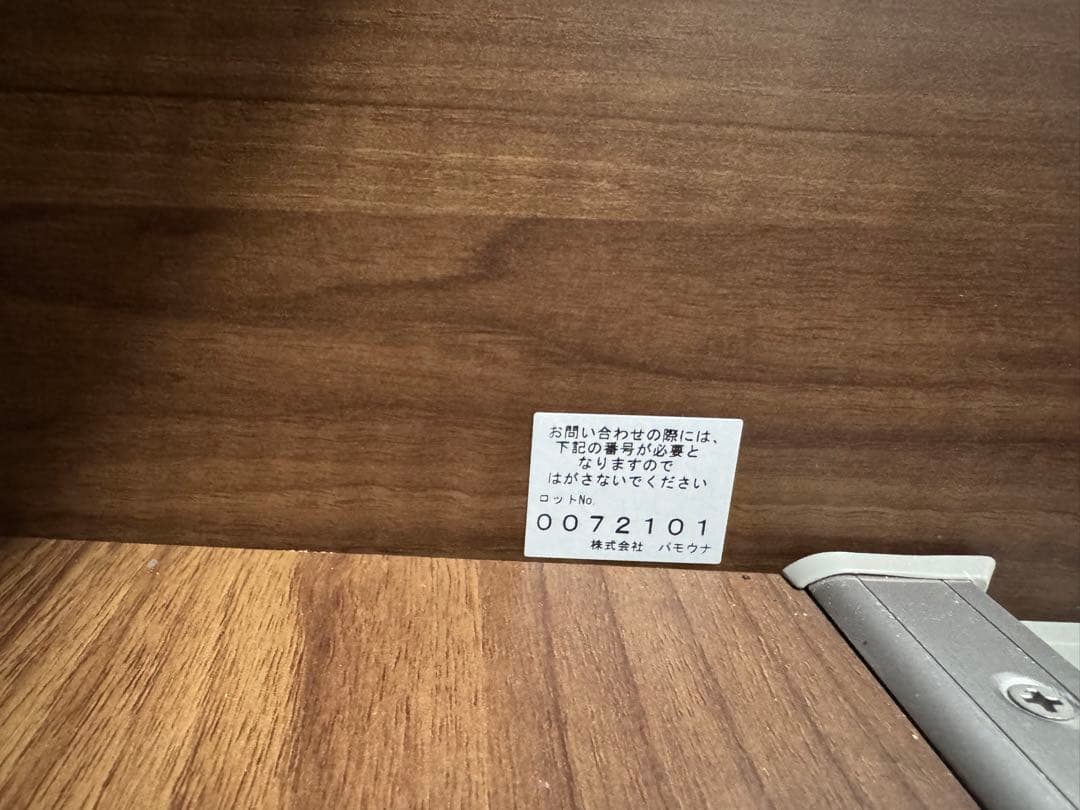 お問い合わせの際には、
下記の番号が必要と
なりますので
はがさないでください
ロットNo.
0072101
株式会社　パモウナ